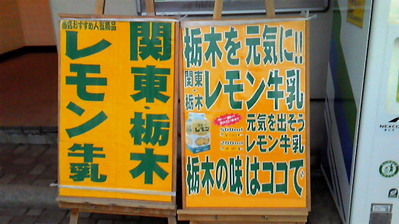 当店おすすめ人気商品
関東・栃木
レモン牛乳
栃木を元気に!!
関東
栃木
レモン牛乳
元気を出そう
レモン牛乳
栃木の味はココで